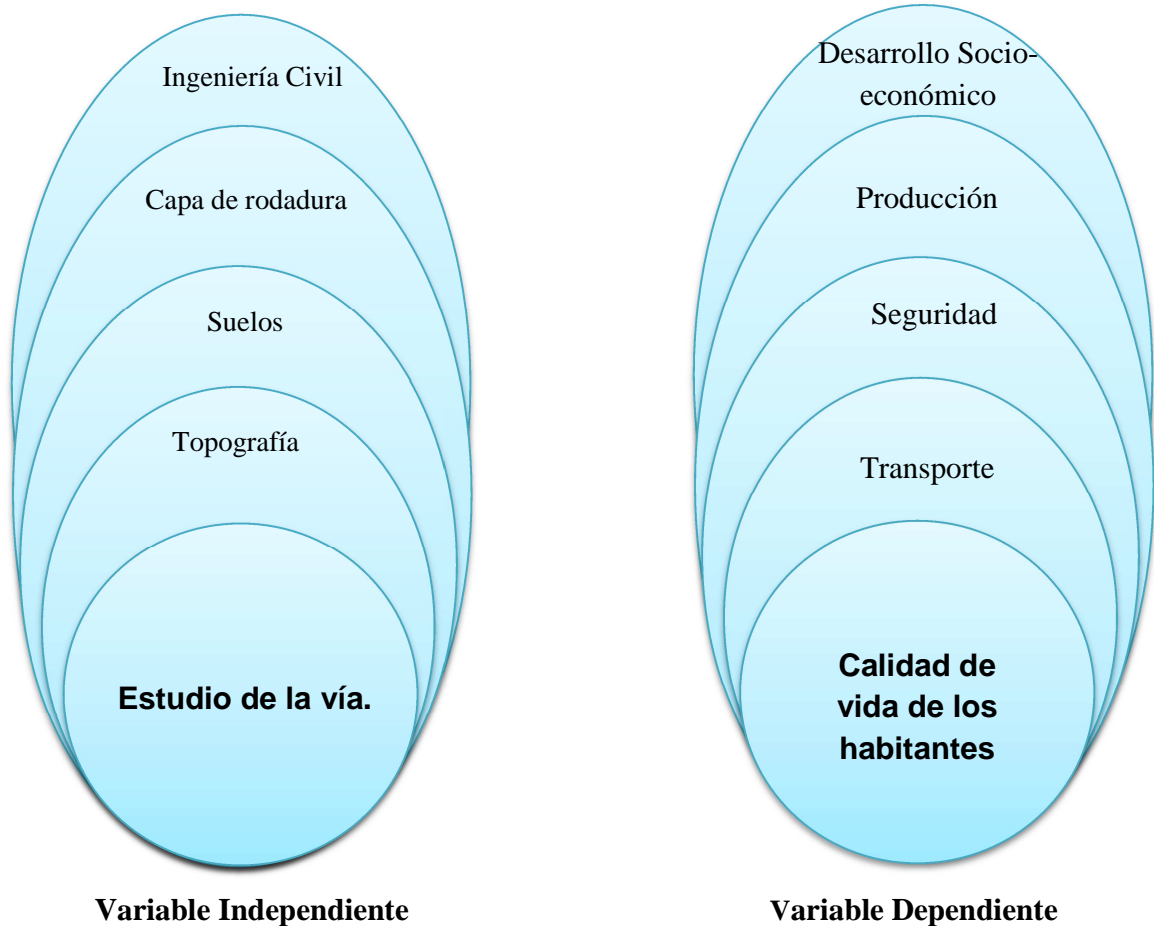 Ingeniería Civil
Capa de rodadura
Suelos
Topografía
Estudio de la vía.
Variable Independiente
Desarrollo Socio-
económico
Producción
Seguridad
Transporte
Calidad de
vida de los
habitantes
Variable Dependiente